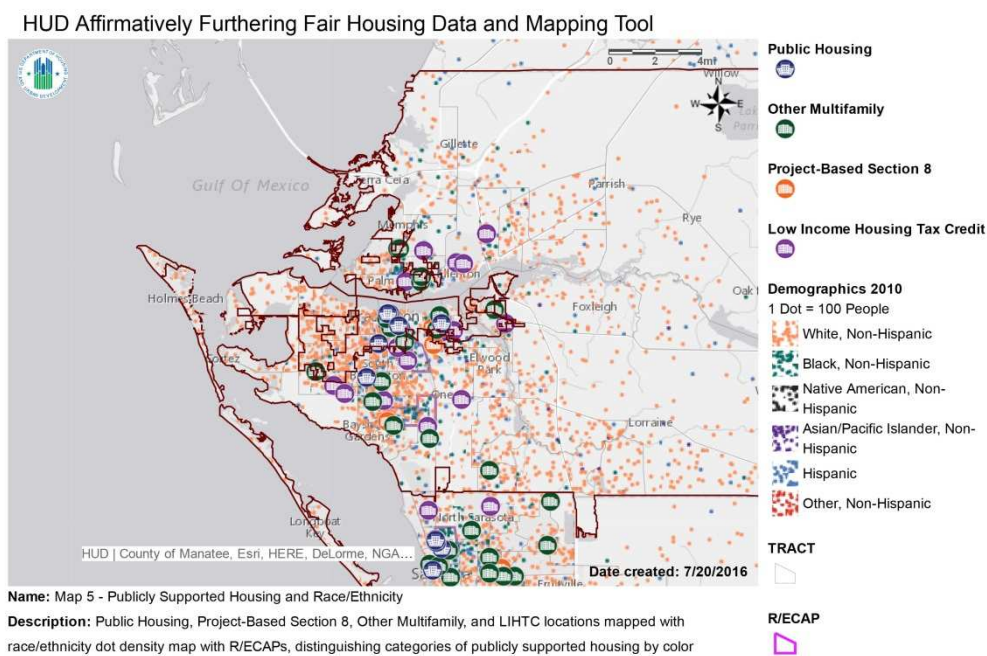 HUD Affirmatively Furthering Fair Housing Data and Mapping Tool
0 2 4mi
Willow
N
W E
S
Gillette
Gulf Of Mexico
Terra Ceia
Parrish
Rye
Memphis
Palm
Holmes Beach
Foxleigh
Oak
Cortez
South
Elwood
Park
One
Lorraine
Gardens
North Sarasota
Longboat
Key
HUD | County of Manatee, Esri, HERE, DeLorme, NGA...
Date created: 7/20/2016
Fruitville
Public Housing
Other Multifamily
Project-Based Section 8
Low Income Housing Tax Credit
Demographics 2010
1 Dot = 100 People
White, Non-Hispanic
Black, Non-Hispanic
Native American, Non-
Hispanic
Asian/Pacific Islander, Non-
Hispanic
Hispanic
Other, Non-Hispanic
TRACT
R/ECAP
Name: Map 5 - Publicly Supported Housing and Race/Ethnicity
Description: Public Housing, Project-Based Section 8, Other Multifamily, and LIHTC locations mapped with
race/ethnicity dot density map with R/ECAPs, distinguishing categories of publicly supported housing by color